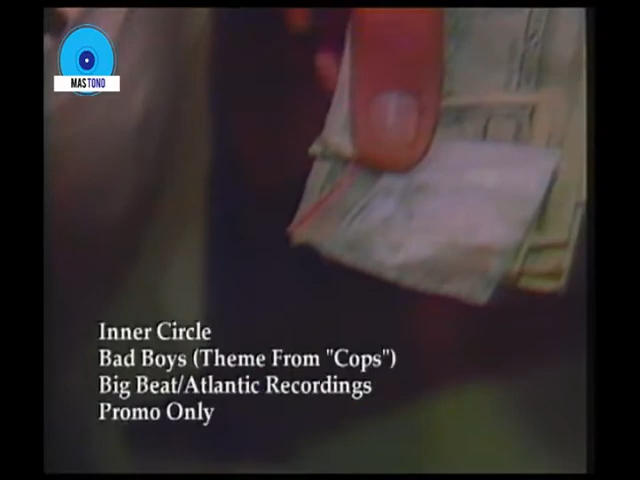 MAS TONO
Inner Circle
Bad Boys (Theme From "Cops")
Big Beat/Atlantic Recordings
Promo Only